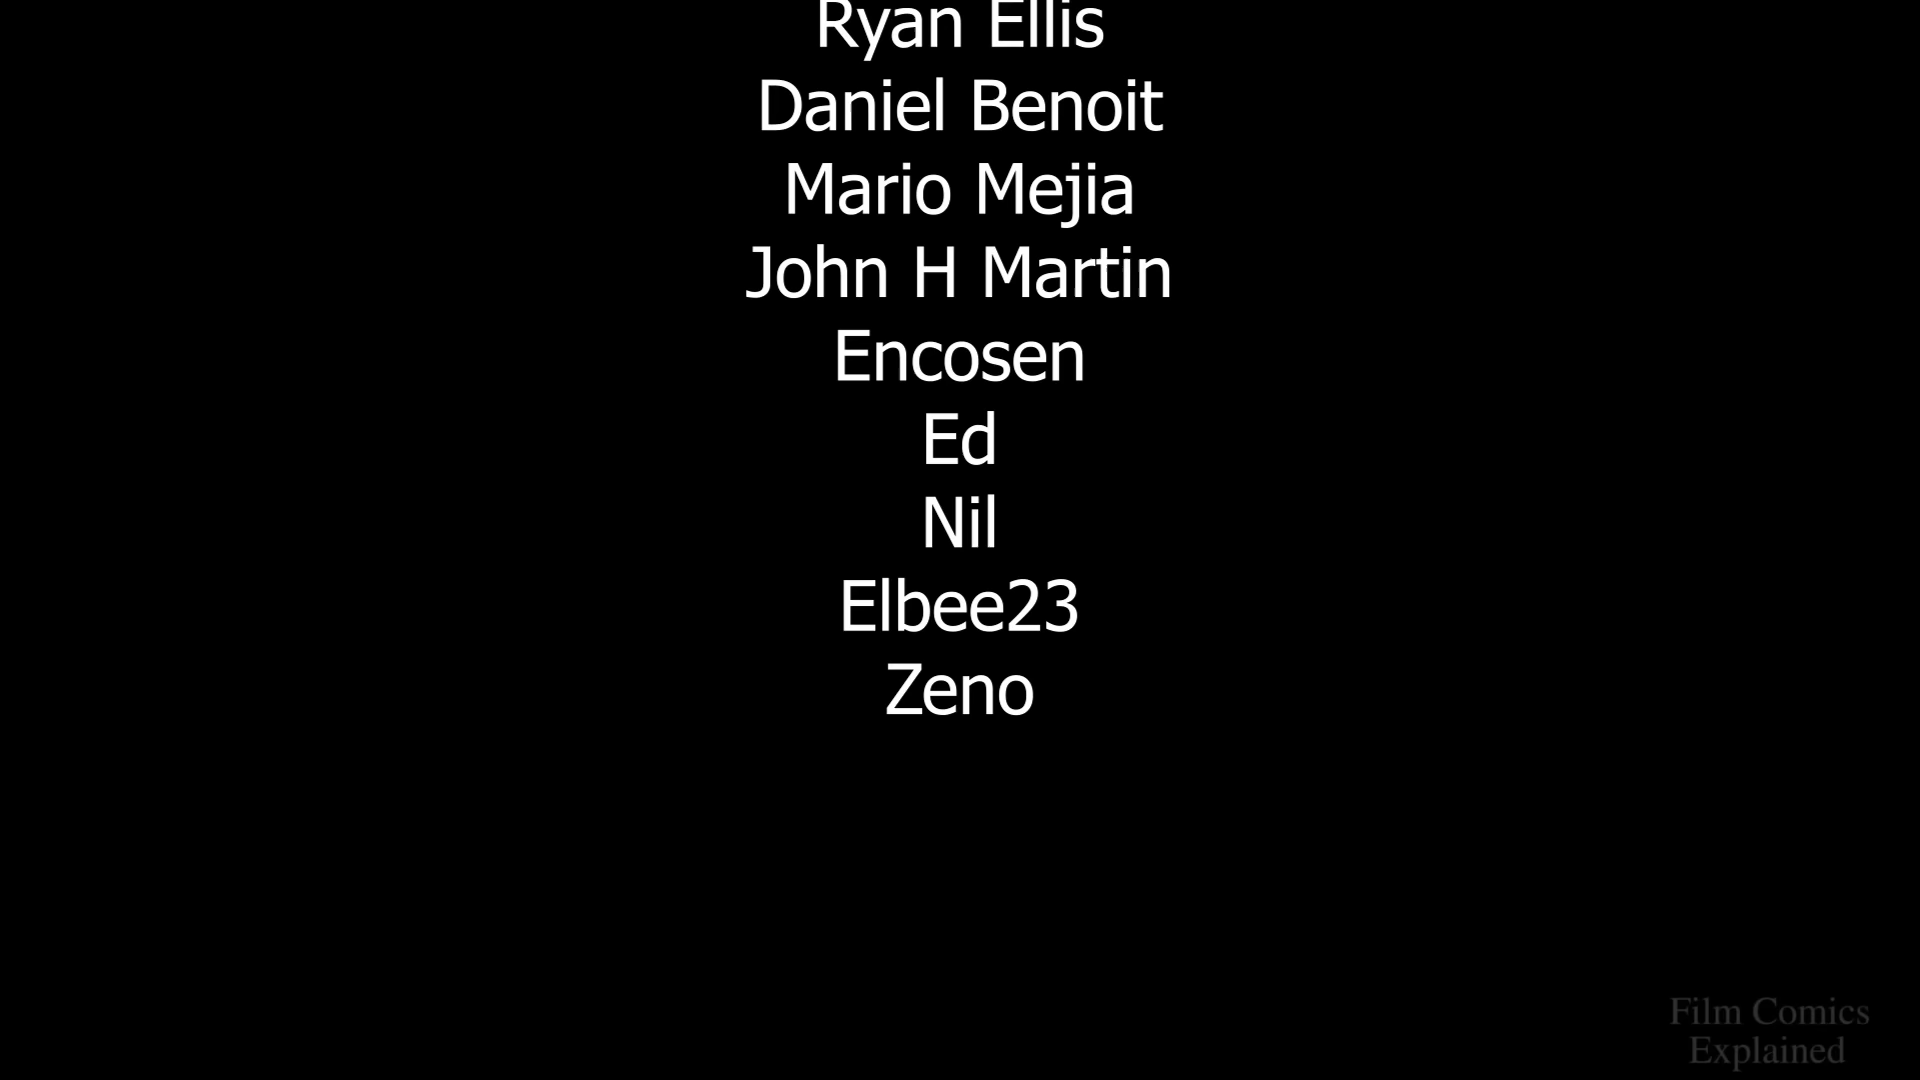 Ryan Ellis
Daniel Benoit
Mario Mejia
John H Martin
Encosen
Ed
Nil
Elbee23
Zeno
Film Comics
Explained